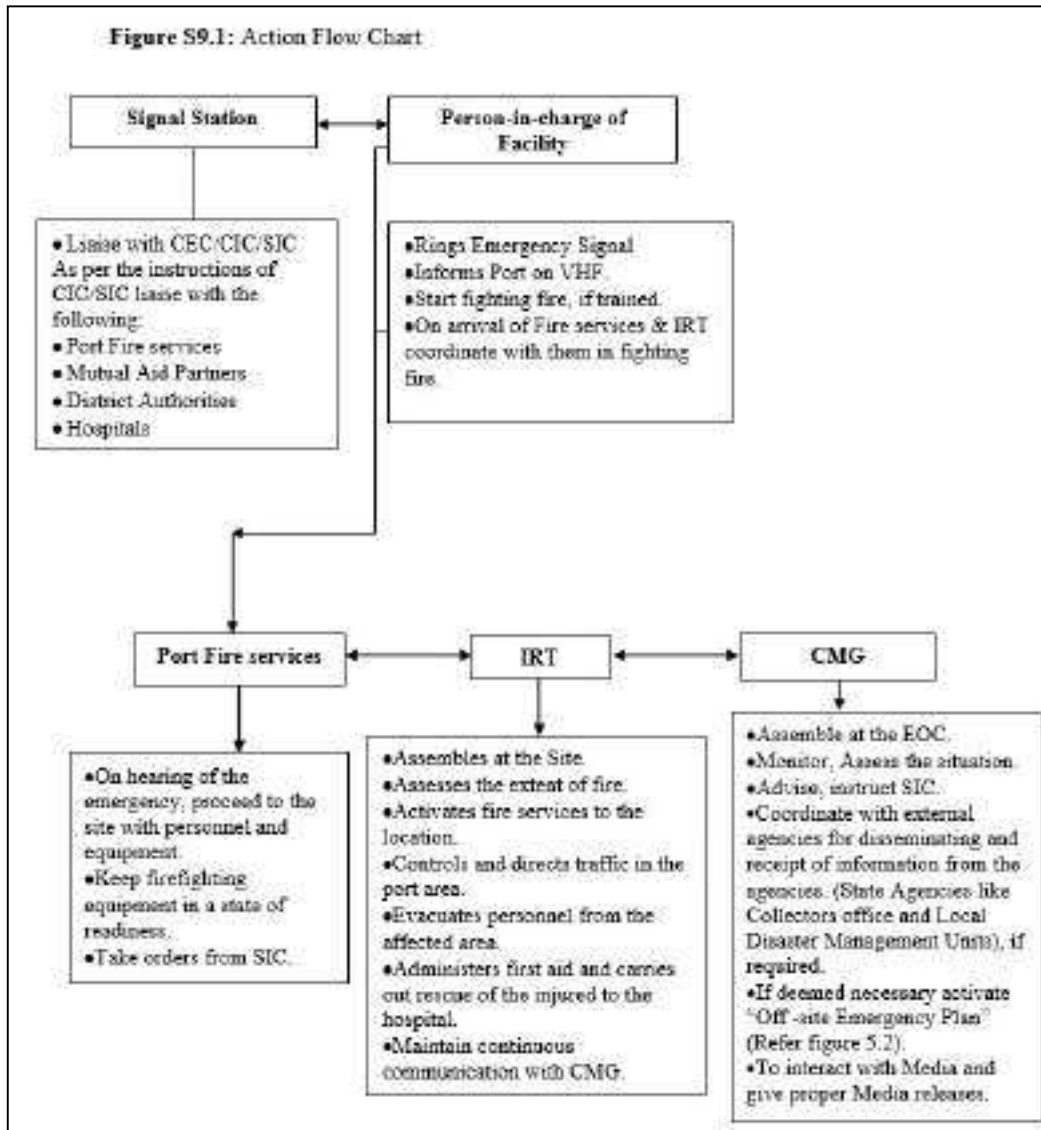 Figure S9.1: Action Flow Chart
Signal Station
Person-in-charge of
Facility
●Liaise with CEC/CIC/SIC
As per the instructions of
CIC/SIC liaise with the
following:
●Port Fire services
●Mutual Aid Partners
●District Authorities
●Hospitals
●Rings Emergency Signal
●Informs Port on VHF.
●Start fighting fire, if trained.
●On arrival of Fire services & IRT
coordinate with them in fighting
fire.
Port Fire services
IRT
CMG
●On hearing of the
emergency, proceed to the
site with personnel and
equipment.
●Keep firefighting
equipment in a state of
readiness.
●Take orders from SIC.
●Assembles at the Site.
●Assesses the extent of fire.
●Activates fire services to the
location.
●Controls and directs traffic in the
port area.
●Evacuates personnel from the
affected area.
●Administers first aid and carries
out rescue of the injured to the
hospital.
●Maintain continuous
communication with CMG.
●Assemble at the EOC.
●Monitor, Assess the situation.
●Advise, instruct SIC.
●Coordinate with external
agencies for disseminating and
receipt of information from the
agencies. (State Agencies like
Collectors office and Local
Disaster Management Units), if
required.
●If deemed necessary activate
“Off -site Emergency Plan”
(Refer figure 5.2).
●To interact with Media and
give proper Media releases.